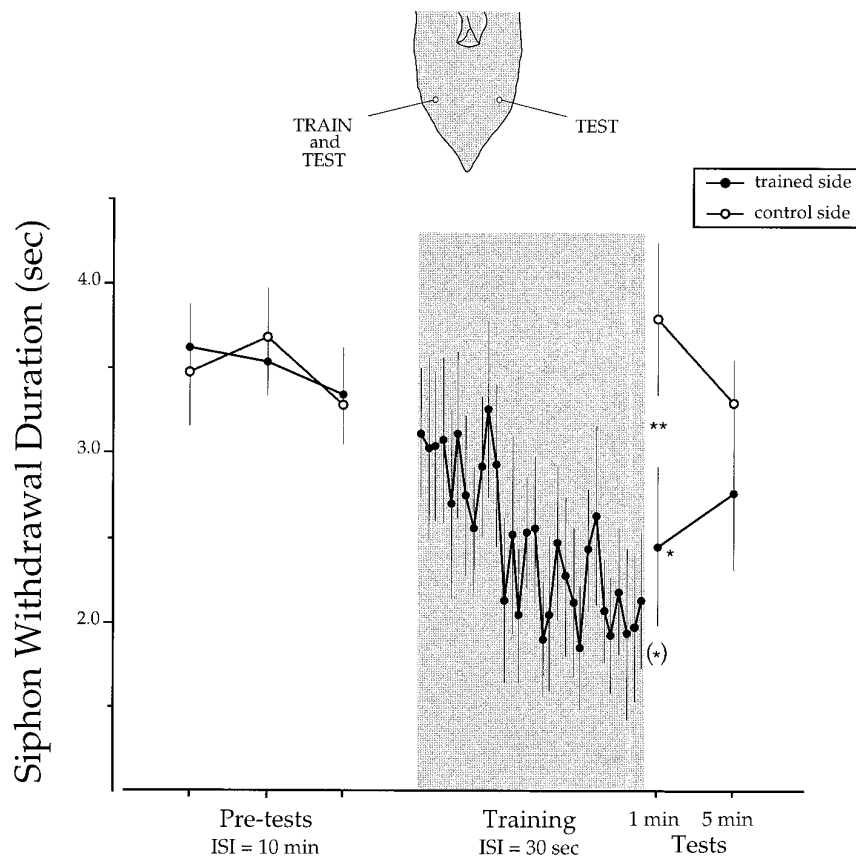 TRAIN
and
TEST
TEST
trained side
control side
Siphon Withdrawal Duration (sec)
4.0
3.0
2.0
**
*
(*)
Pre-tests
ISI = 10 min
Training
ISI = 30 sec
1 min 5 min
Tests